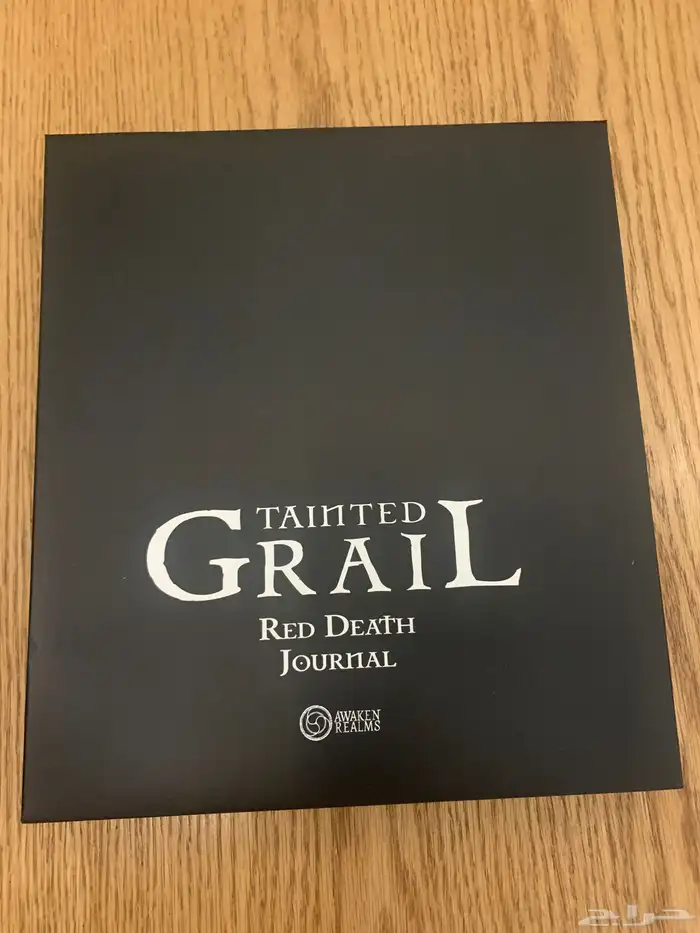 TAINTED
GRAIL
RED DEATH
JOURNAL
AWAKEN
REALMS
حراج